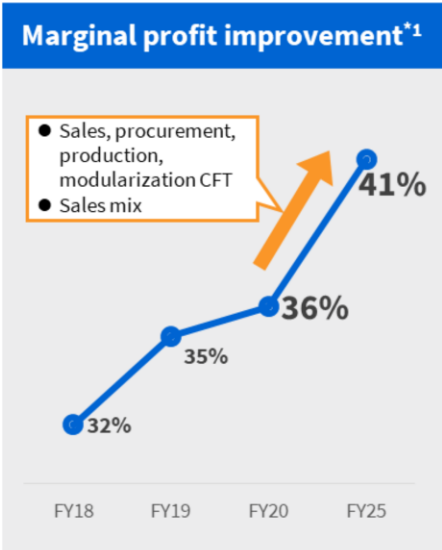 Marginal profit improvement*1
● Sales, procurement,
production,
modularization CFT
● Sales mix
41%
36%
35%
32%
FY18 FY19 FY20 FY25